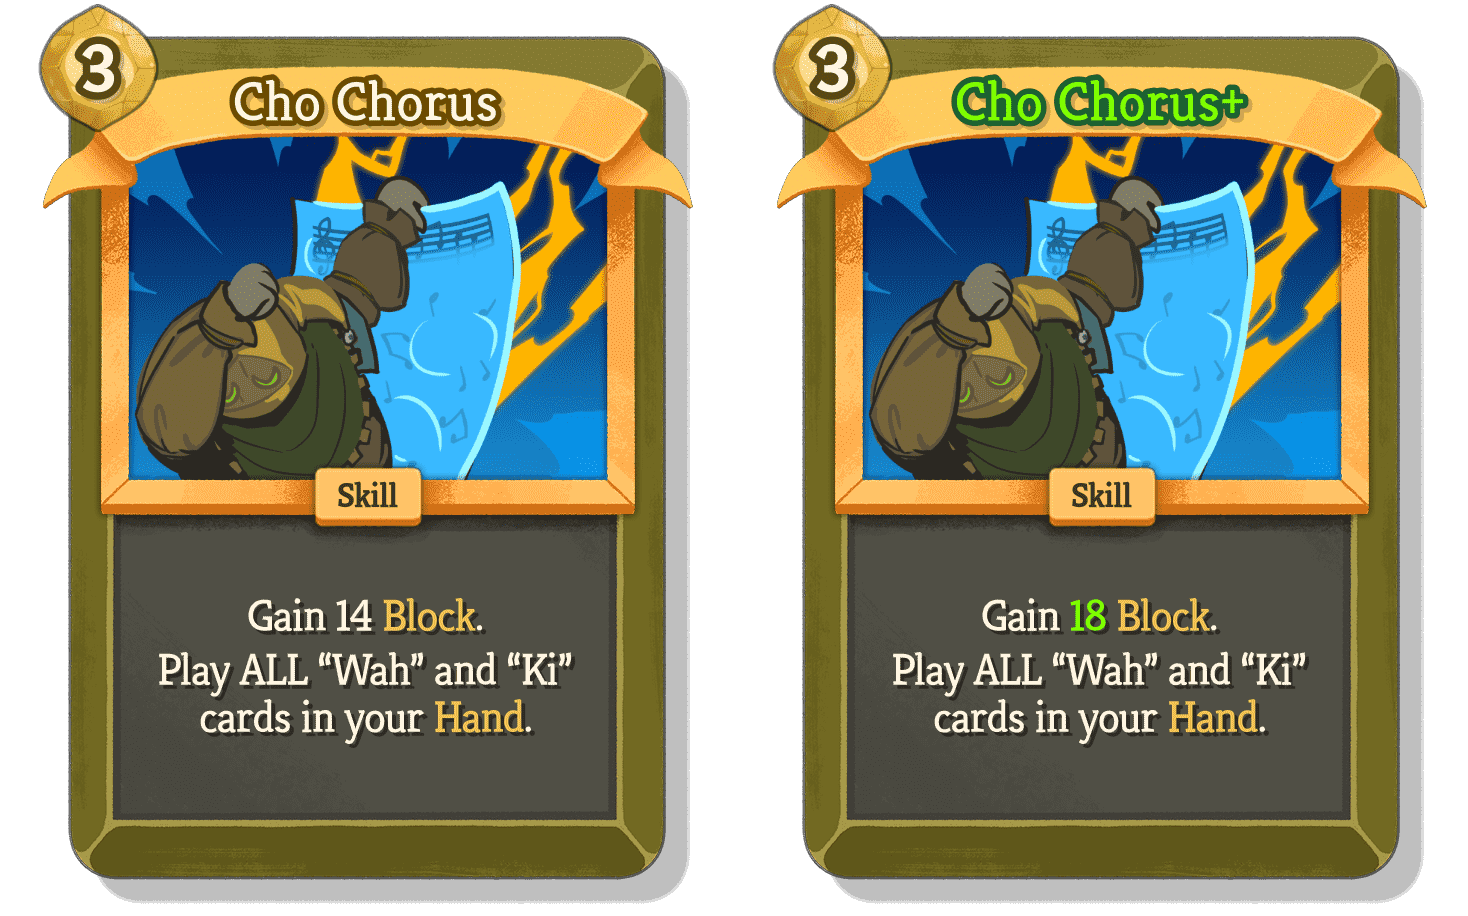 3
Cho Chorus
Skill
Gain 14 Block.
Play ALL “Wah” and “Ki”
cards in your Hand.
3
Cho Chorus+
Skill
Gain 18 Block.
Play ALL “Wah” and “Ki”
cards in your Hand.